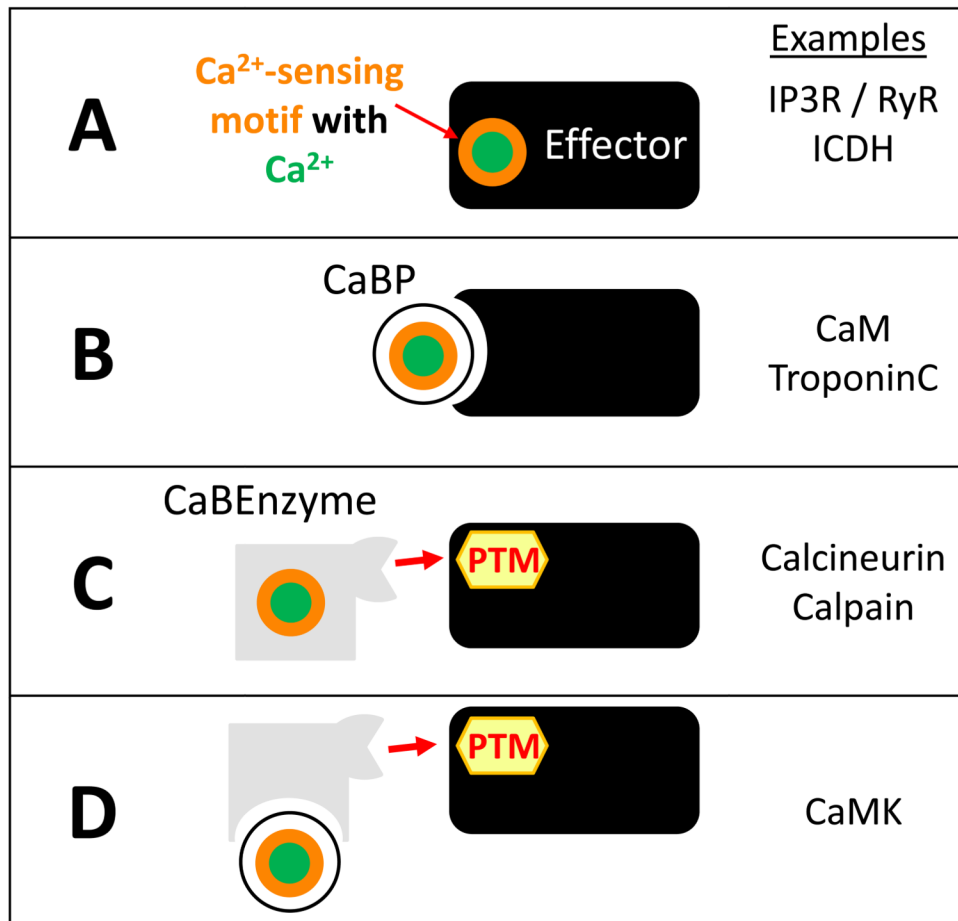 Examples
A
Ca²⁺-sensing
motif with
Ca²⁺
Effector
IP3R / RyR
ICDH
B
CaBP
CaM
TroponinC
C
CaBEnzyme
PTM
Calcineurin
Calpain
D
PTM
CaMK